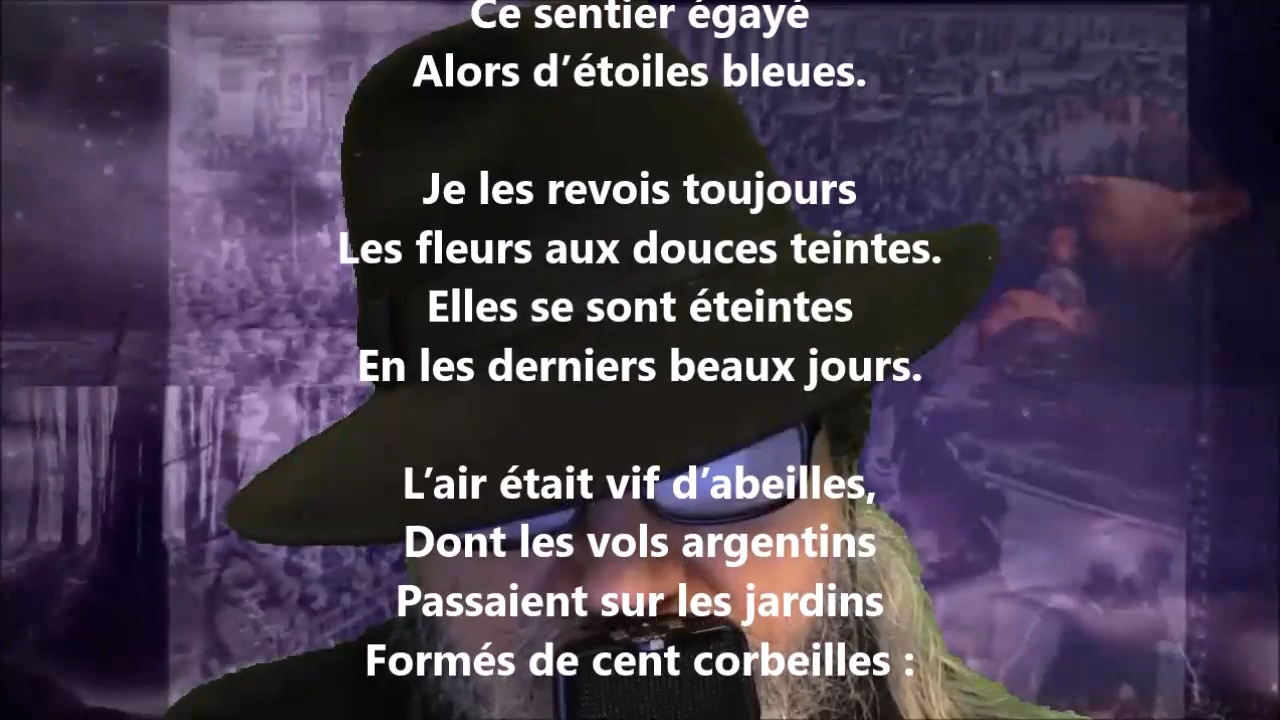 Ce sentier égayé
Alors d’étoiles bleues.
Je les revois toujours
Les fleurs aux douces teintes.
Elles se sont éteintes
En les derniers beaux jours.
L’air était vif d’abeilles,
Dont les vols argentins
Passaient sur les jardins
Formés de cent corbeilles :